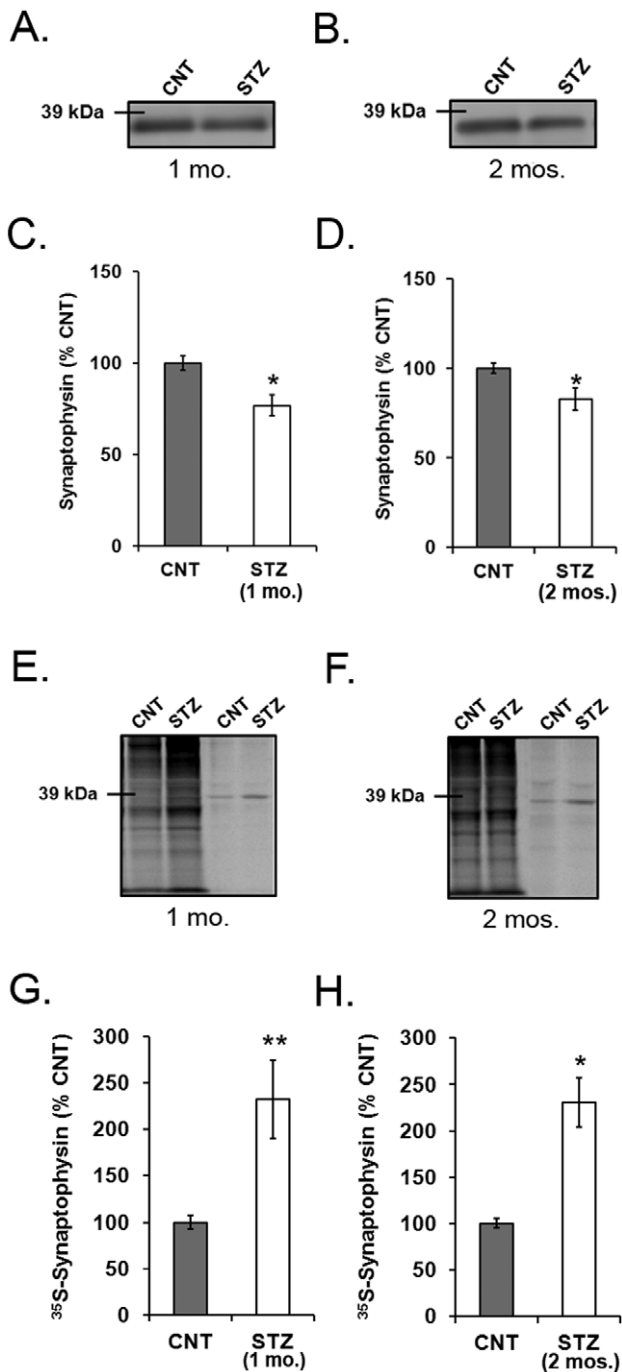 A.
CNT STZ
39 kDa
1 mo.
B.
CNT STZ
39 kDa
2 mos.
C.
Synaptophysin (% CNT)
150
100
50
0
CNT STZ
(1 mo.)
D.
Synaptophysin (% CNT)
150
100
50
0
CNT STZ
(2 mos.)
*
*
E.
CNT STZ CNT STZ
39 kDa
1 mo.
F.
CNT STZ CNT STZ
39 kDa
2 mos.
G.
³⁵S-Synaptophysin (% CNT)
300
250
200
150
100
50
0
**
CNT STZ
(1 mo.)
H.
³⁵S-Synaptophysin (% CNT)
300
250
200
150
100
50
0
*
CNT STZ
(2 mos.)